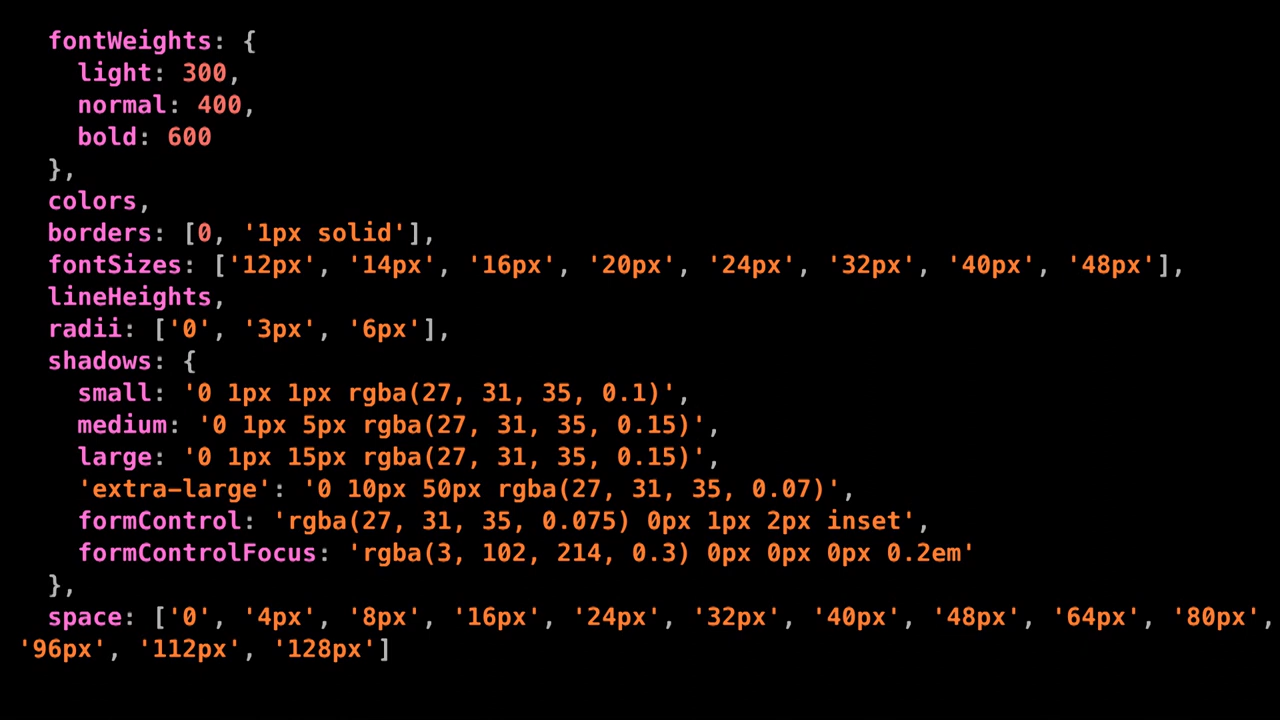 fontWeights: {
light: 300,
normal: 400,
bold: 600
},
colors,
borders: [0, '1px solid'],
fontSizes: ['12px', '14px', '16px', '20px', '24px', '32px', '40px', '48px'],
lineHeights,
radii: ['0', '3px', '6px'],
shadows: {
small: '0 1px 1px rgba(27, 31, 35, 0.1)',
medium: '0 1px 5px rgba(27, 31, 35, 0.15)',
large: '0 1px 15px rgba(27, 31, 35, 0.15)',
'extra-large': '0 10px 50px rgba(27, 31, 35, 0.07)',
formControl: 'rgba(27, 31, 35, 0.075) 0px 1px 2px inset',
formControlFocus: 'rgba(3, 102, 214, 0.3) 0px 0px 0px 0.2em'
},
space: ['0', '4px', '8px', '16px', '24px', '32px', '40px', '48px', '64px', '80px',
'96px', '112px', '128px']